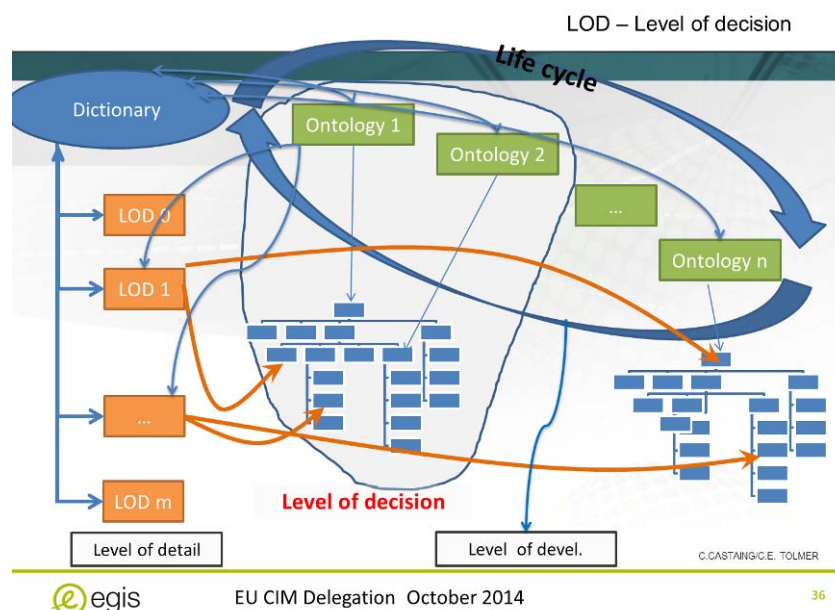 LOD – Level of decision
Life cycle
Dictionary
Ontology 1
Ontology 2
...
Ontology n
LOD 0
LOD 1
...
LOD m
Level of decision
Level of detail
Level of devel.
C.CASTAING/C.E. TOLMER
egis
EU CIM Delegation October 2014
36